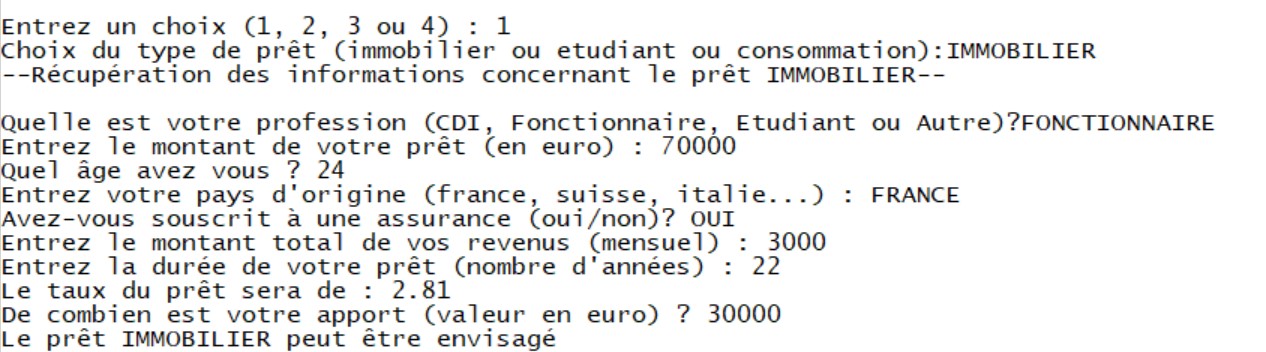 Entrez un choix (1, 2, 3 ou 4) : 1
Choix du type de prêt (immobilier ou etudiant ou consommation):IMMOBILIER
--Récupération des informations concernant le prêt IMMOBILIER--
Quelle est votre profession (CDI, Fonctionnaire, Etudiant ou Autre)?FONCTIONNAIRE
Entrez le montant de votre prêt (en euro) : 70000
Quel âge avez vous ? 24
Entrez votre pays d'origine (france, suisse, italie...) : FRANCE
Avez-vous souscrit à une assurance (oui/non)? OUI
Entrez le montant total de vos revenus (mensuel) : 3000
Entrez la durée de votre prêt (nombre d'années) : 22
Le taux du prêt sera de : 2.81
De combien est votre apport (valeur en euro) ? 30000
Le prêt IMMOBILIER peut être envisagé